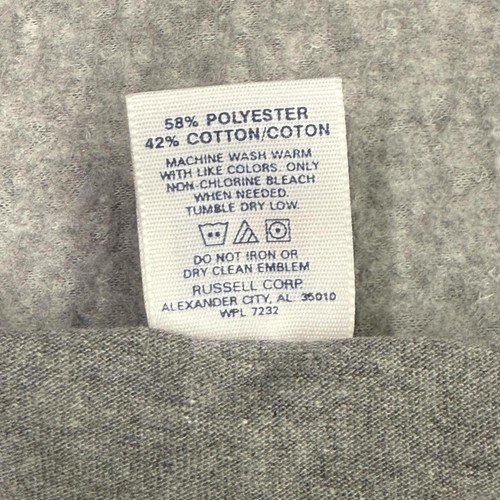 58% POLYESTER
42% COTTON/COTON
MACHINE WASH WARM
WITH LIKE COLORS. ONLY
NON-CHLORINE BLEACH
WHEN NEEDED.
TUMBLE DRY LOW.
DO NOT IRON OR
DRY CLEAN EMBLEM
RUSSELL CORP.
ALEXANDER CITY, AL 35010
WPL 7232